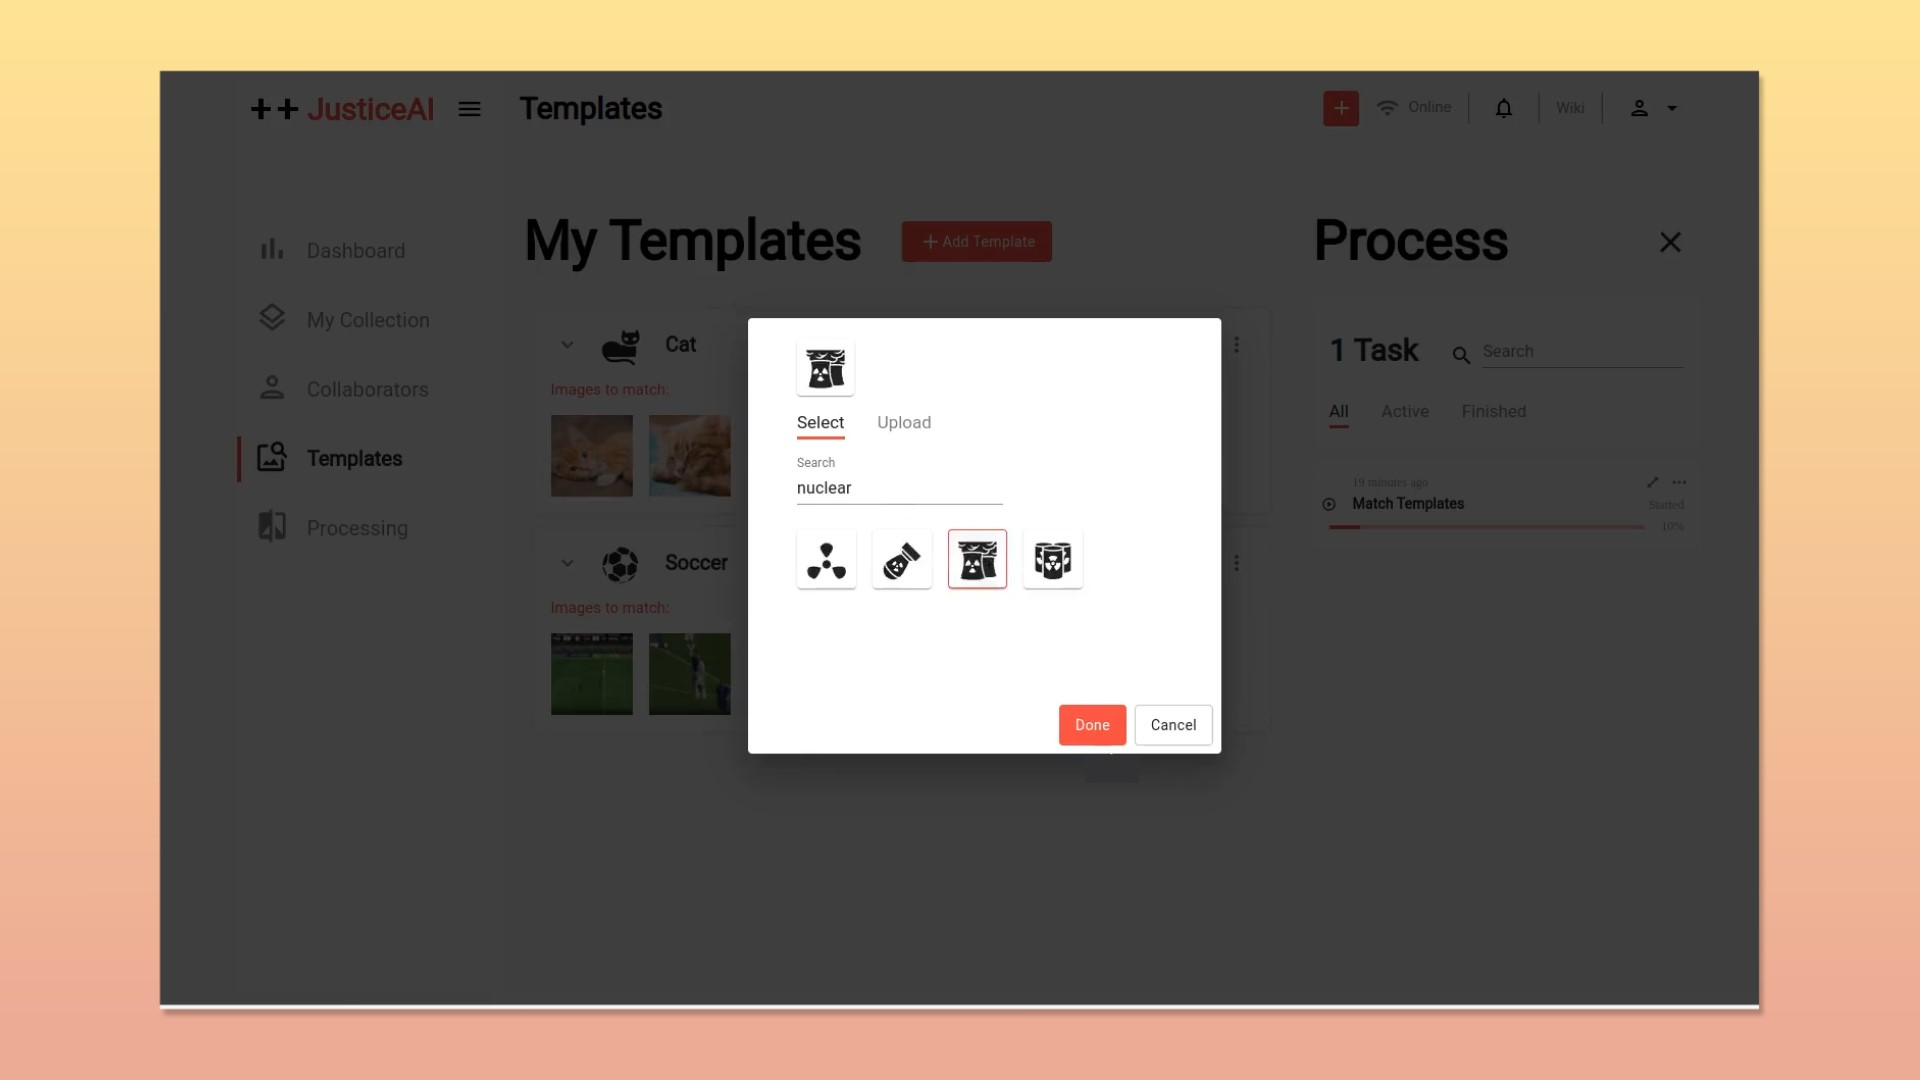 ++ JusticeAI
Templates
Online
Wiki
Dashboard
My Collection
Collaborators
Templates
Processing
My Templates
+ Add Template
Cat
Images to match:
Soccer
Images to match:
Select
Upload
Search
nuclear
Done
Cancel
Process
1 Task
Search
All
Active
Finished
19 minutes ago
Match Templates
Started
10%